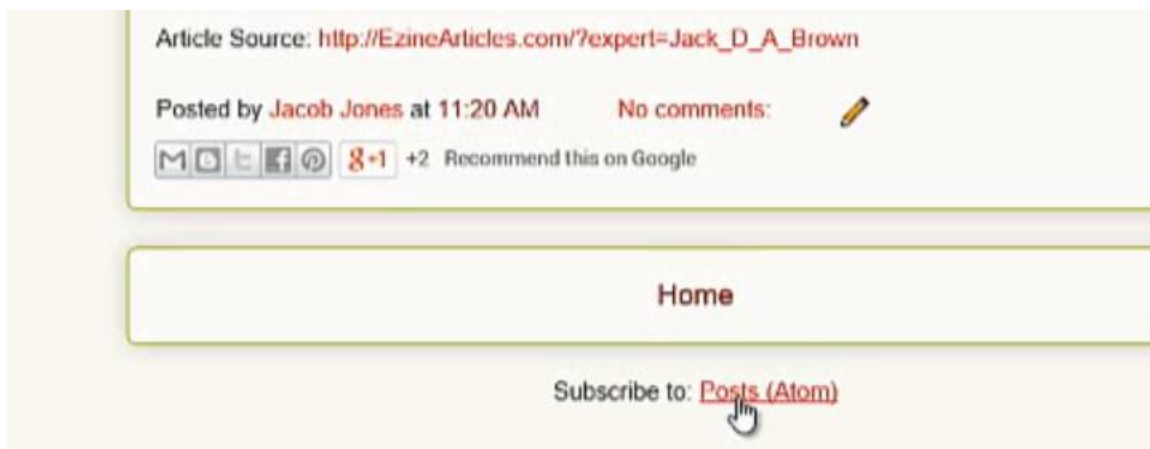 Article Source: http://EzineArticles.com/?expert=Jack_D_A_Brown
Posted by Jacob Jones at 11:20 AM No comments:
+1 +2 Recommend this on Google
Home
Subscribe to: Posts (Atom)